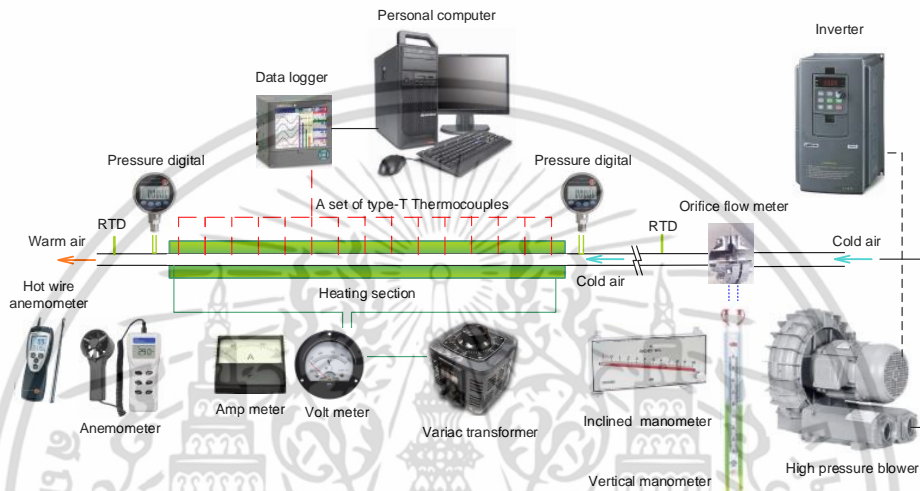 Personal computer
Inverter
Data logger
Pressure digital
Pressure digital
A set of type-T Thermocouples
Orifice flow meter
RTD
RTD
Warm air
Cold air
Cold air
Heating section
Hot wire
anemometer
A
V
Amp meter
Volt meter
Variac transformer
Inclined manometer
Anemometer
High pressure blower
Vertical manometer